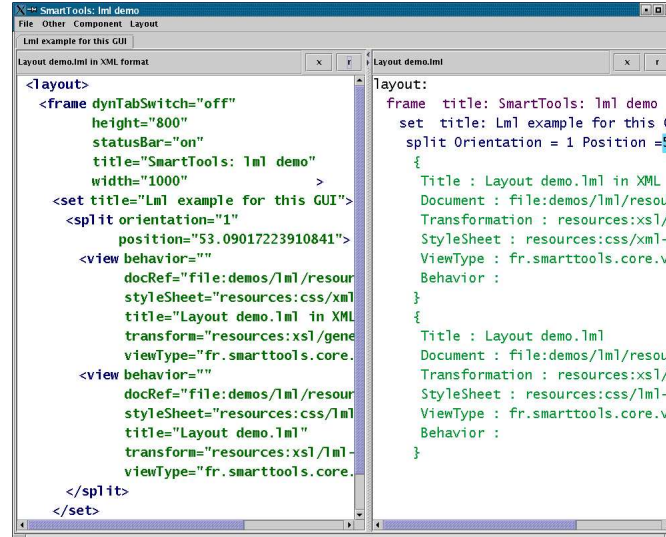 SmartTools: lml demo
File Other Component Layout
Lml example for this GUI
Layout demo.lml in XML format x r
<layout>
<frame dynTabSwitch="off"
height="800"
statusBar="on"
title="SmartTools: lml demo"
width="1000" >
<set title="Lml example for this GUI">
<split orientation="1"
position="53.09017223910841">
<view behavior=""
docRef="file:demos/lml/resour
styleSheet="resources:css/xml
title="Layout demo.lml in XML
transform="resources:xsl/gene
viewType="fr.smarttools.core.
<view behavior=""
docRef="file:demos/lml/resour
styleSheet="resources:css/lml
title="Layout demo.lml"
transform="resources:xsl/lml-
viewType="fr.smarttools.core.
</split>
</set>
Layout demo.lml x r
layout:
frame title: SmartTools: lml demo
set title: Lml example for this G
split Orientation = 1 Position =5
{
Title : Layout demo.lml in XML
Document : file:demos/lml/resou
Transformation : resources:xsl/
StyleSheet : resources:css/xml-
ViewType : fr.smarttools.core.v
Behavior :
}
{
Title : Layout demo.lml
Document : file:demos/lml/resou
Transformation : resources:xsl/
StyleSheet : resources:css/lml-
ViewType : fr.smarttools.core.v
Behavior :
}